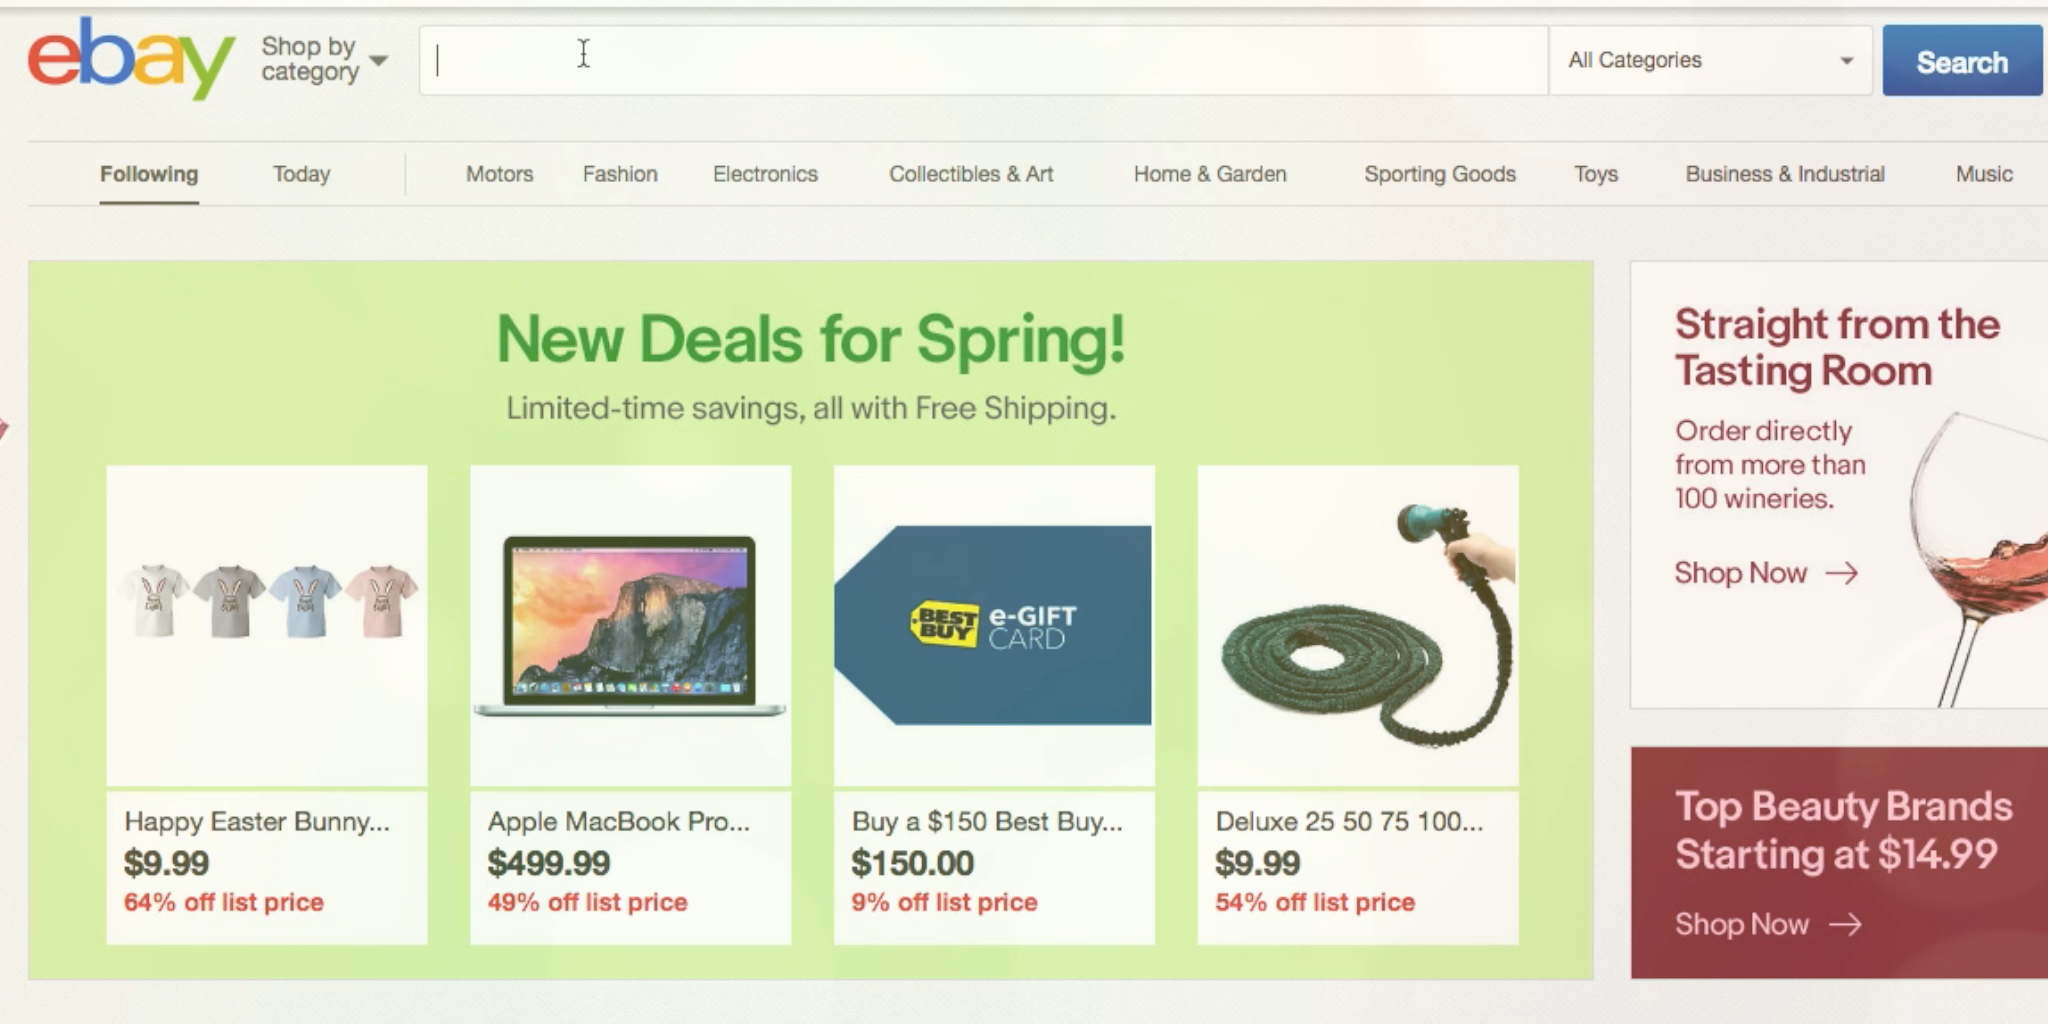 ebay
Shop by
category
All Categories
Search
Following
Today
Motors
Fashion
Electronics
Collectibles & Art
Home & Garden
Sporting Goods
Toys
Business & Industrial
Music
New Deals for Spring!
Limited-time savings, all with Free Shipping.
BEST
BUY
e-GIFT
CARD
Happy Easter Bunny...
$9.99
64% off list price
Apple MacBook Pro...
$499.99
49% off list price
Buy a $150 Best Buy...
$150.00
9% off list price
Deluxe 25 50 75 100...
$9.99
54% off list price
Straight from the
Tasting Room
Order directly
from more than
100 wineries.
Shop Now
Top Beauty Brands
Starting at $14.99
Shop Now